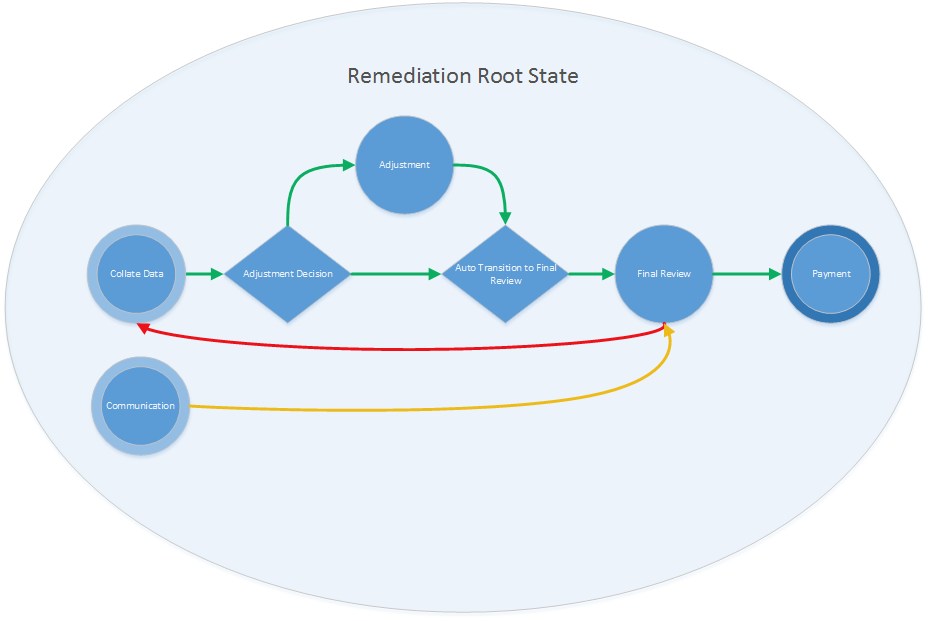 Remediation Root State
Adjustment
Collate Data
Adjustment Decision
Auto Transition to Final
Review
Final Review
Payment
Communication